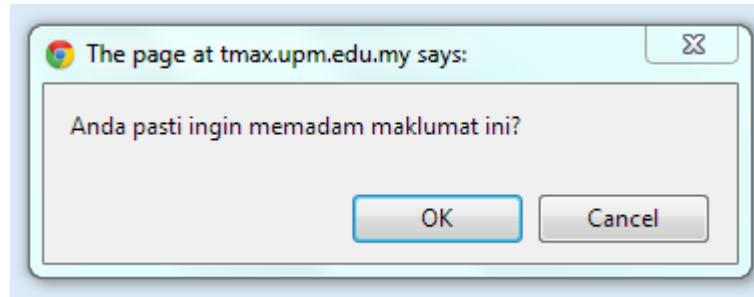 The page at tmax.upm.edu.my says:
Anda pasti ingin memadam maklumat ini?
OK
Cancel